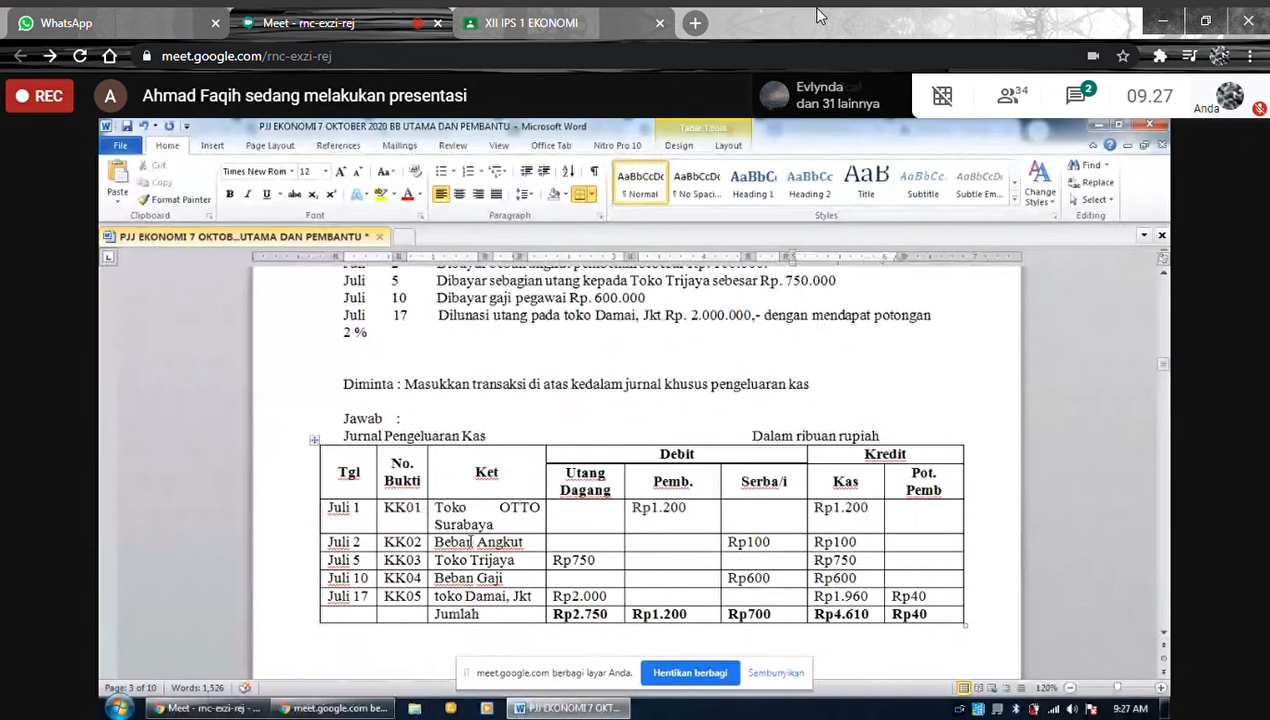 WhatsApp
Meet - rnc-exzi-rej
XII IPS 1 EKONOMI
meet.google.com/rnc-exzi-rej
REC
A
Ahmad Faqih sedang melakukan presentasi
Evlynda
dan 31 lainnya
34
2
09.27
Anda
PJJ EKONOMI 7 OKTOBER 2020 BB UTAMA DAN PEMBANTU - Microsoft Word
Table Tools
File Home Insert Page Layout References Mailings Review View Office Tab Nitro Pro 10 Design Layout
Cut
Copy
Format Painter
Paste
Clipboard
Times New Rom 12
Font
Paragraph
AaBbCcDc AaBbCcDc AaBbCc AaBbCc AaB AaBbCc. AaBbCcDc
¶ Normal ¶ No Spaci... Heading 1 Heading 2 Title Subtitle Subtle Em...
Styles
Change Styles
Find
Replace
Select
Editing
PJJ EKONOMI 7 OKTOB...UTAMA DAN PEMBANTU *
Juli 5 Dibayar sebagian utang kepada Toko Trijaya sebesar Rp. 750.000
Juli 10 Dibayar gaji pegawai Rp. 600.000
Juli 17 Dilunasi utang pada toko Damai, Jkt Rp. 2.000.000,- dengan mendapat potongan
2 %
Diminta : Masukkan transaksi di atas kedalam jurnal khusus pengeluaran kas
Jawab :
Jurnal Pengeluaran Kas Dalam ribuan rupiah
Tgl No. Bukti Ket Debit Kredit
Utang Dagang Pemb. Serba/i Kas Pot. Pemb
Juli 1 KK01 Toko OTTO Rp1.200 Rp1.200
Surabaya
Juli 2 KK02 Beban Angkut Rp100 Rp100
Juli 5 KK03 Toko Trijaya Rp750 Rp750
Juli 10 KK04 Beban Gaji Rp600 Rp600
Juli 17 KK05 toko Damai, Jkt Rp2.000 Rp1.960 Rp40
Jumlah Rp2.750 Rp1.200 Rp700 Rp4.610 Rp40
meet.google.com berbagi layar Anda. Hentikan berbagi Sembunyikan
Page: 3 of 10 Words: 1,526 120%
Meet - rnc-exzi-rej - ... meet.google.com be... PJJ EKONOMI 7 OKT... 9:27 AM